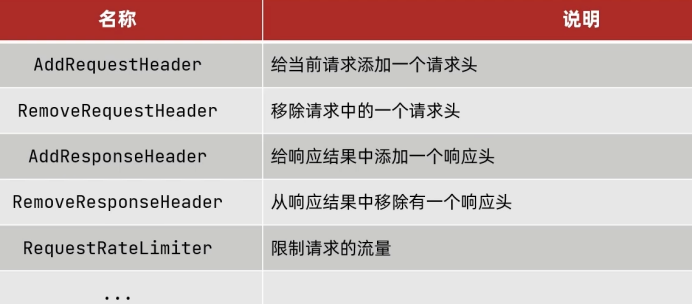 名称 说明
AddRequestHeader 给当前请求添加一个请求头
RemoveRequestHeader 移除请求中的一个请求头
AddResponseHeader 给响应结果中添加一个响应头
RemoveResponseHeader 从响应结果中移除有一个响应头
RequestRateLimiter 限制请求的流量
...